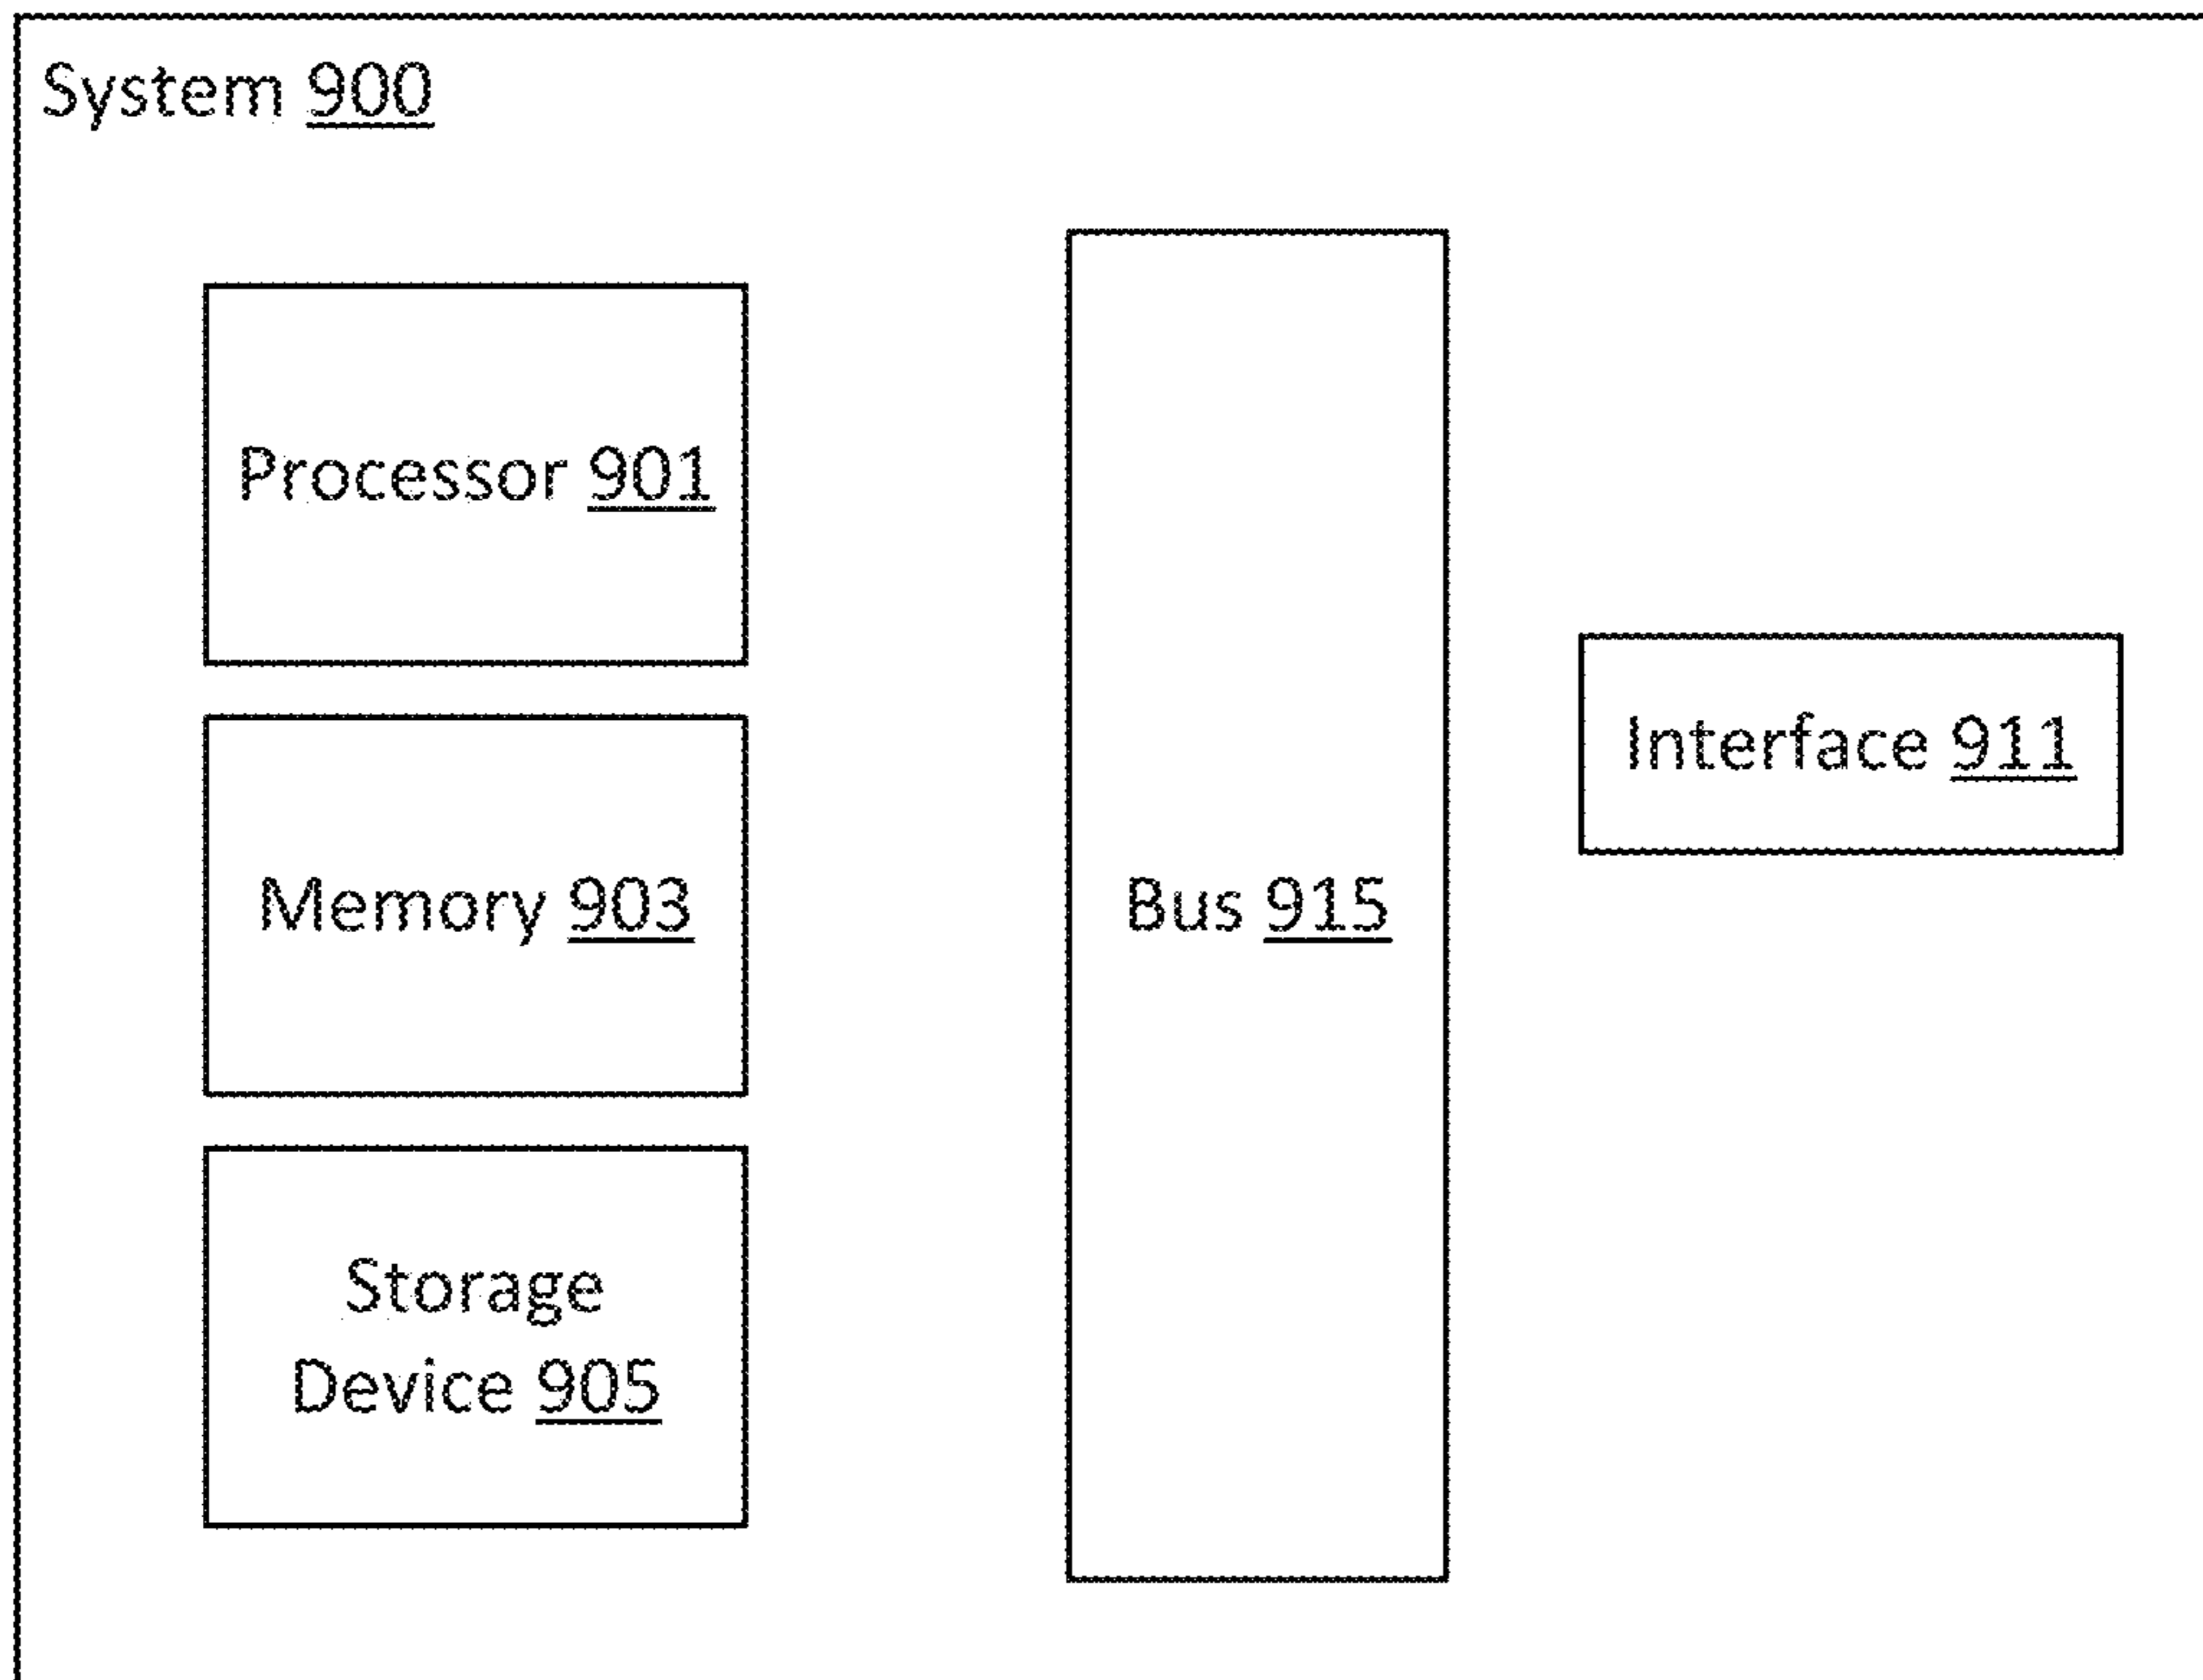 System 900
Processor 901
Memory 903
Storage
Device 905
Bus 915
Interface 911